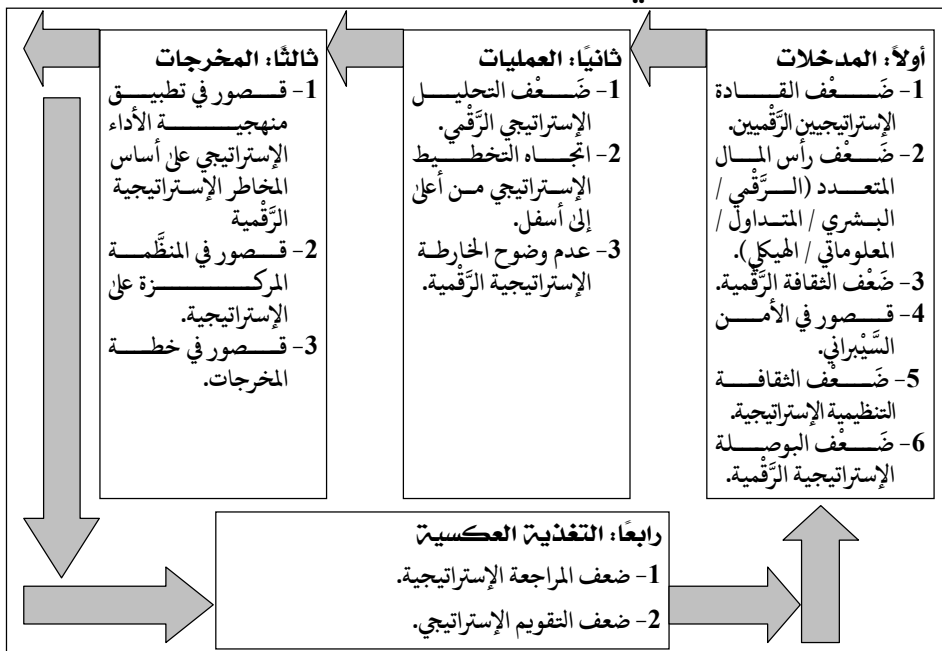 أولاً: المدخلات
1- ضَعْف القادة
الإستراتيجيين الرَّقْميين.
2- ضَعْف رأس المال
المتعدد (الرَّقْمي /
البشري / المتداول /
المعلوماتي / الهيكلي).
3- ضَعْف الثقافة الرَّقْمية.
4- قصور في الأمن
السَّيْبراني.
5- ضَعْف الثقافة
التنظيمية الإستراتيجية.
6- ضَعْف البوصلة
الإستراتيجية الرَّقْمية.
ثانيًا: العمليات
1- ضَعْف التحليل
الإستراتيجي الرَّقْمي.
2- اتجاه التخطيط
الإستراتيجي من أعلى
إلى أسفل.
3- عدم وضوح الخارطة
الإستراتيجية الرَّقْمية.
ثالثًا: المخرجات
1- قصور في تطبيق
منهجية الأداء
الإستراتيجي على أساس
المخاطر الإستراتيجية
الرَّقْمية
2- قصور في المنظَّمة
المركزة على
الإستراتيجية.
3- قصور في خطة
المخرجات.
رابعًا: التغذية العكسية
1- ضعف المراجعة الإستراتيجية.
2- ضعف التقويم الإستراتيجي.